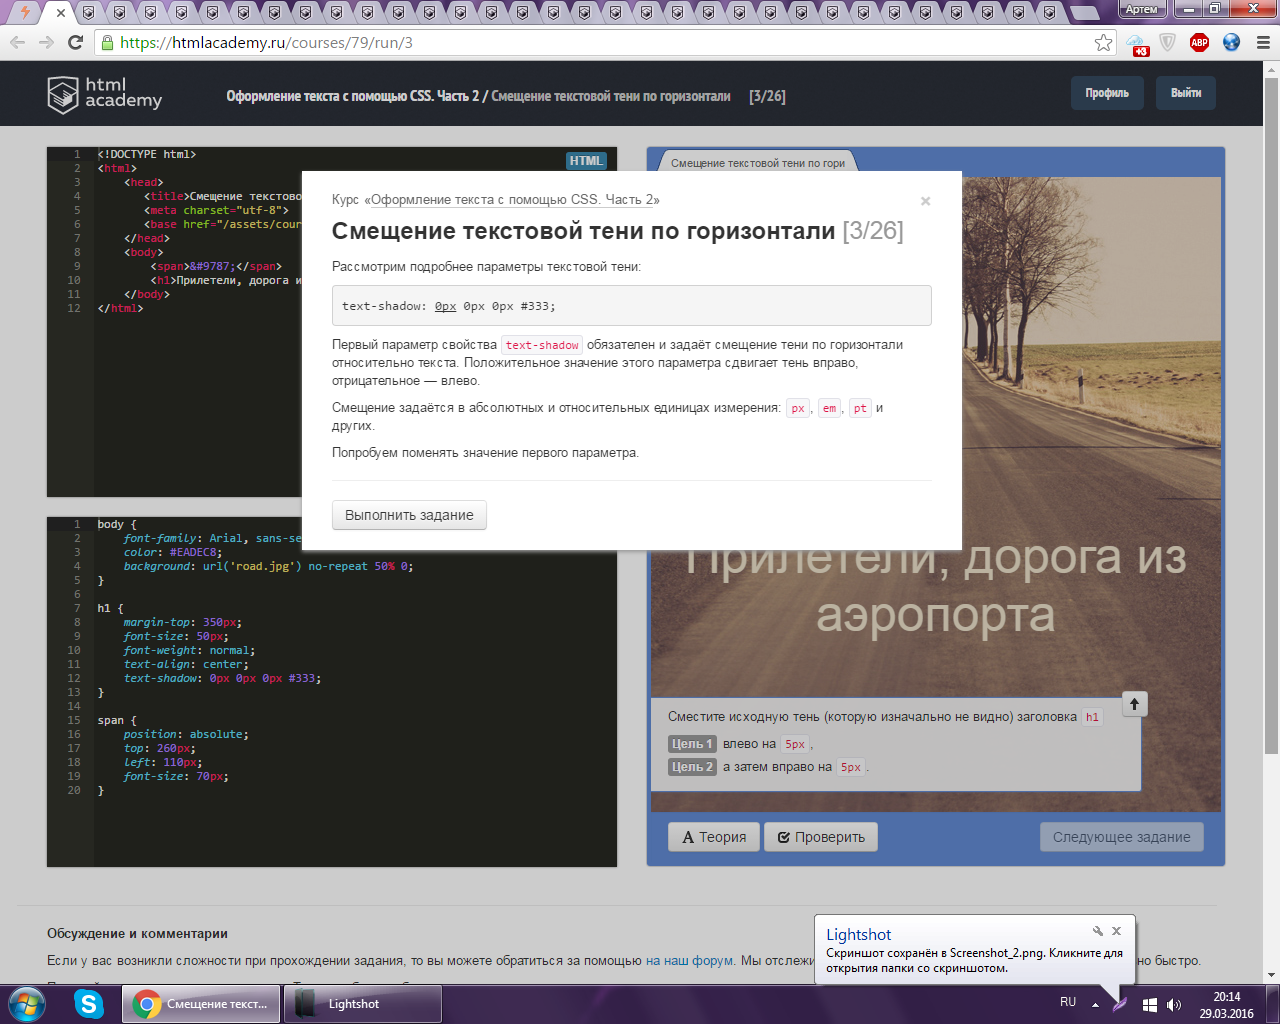 Артем
https://htmlacademy.ru/courses/79/run/3
+3
ABP
html
academy
Оформление текста с помощью CSS. Часть 2 / Смещение текстовой тени по горизонтали [3/26]
Профиль
Выйти
HTML
1 <!DOCTYPE html>
2 <html>
3 <head>
4 <title>Смещение текстово
5 <meta charset="utf-8">
6 <base href="/assets/cour
7 </head>
8 <body>
9 <span>&#9787;</span>
10 <h1>Прилетели, дорога и
11 </body>
12 </html>
Смещение текстовой тени по гори
Курс «Оформление текста с помощью CSS. Часть 2»
Смещение текстовой тени по горизонтали [3/26]
Рассмотрим подробнее параметры текстовой тени:
text-shadow: 0px 0px 0px #333;
Первый параметр свойства text-shadow обязателен и задаёт смещение тени по горизонтали
относительно текста. Положительное значение этого параметра сдвигает тень вправо,
отрицательное — влево.
Смещение задаётся в абсолютных и относительных единицах измерения: px, em, pt и
других.
Попробуем поменять значение первого параметра.
Выполнить задание
1 body {
2 font-family: Arial, sans-se
3 color: #EADEC8;
4 background: url('road.jpg') no-repeat 50% 0;
5 }
6
7 h1 {
8 margin-top: 350px;
9 font-size: 50px;
10 font-weight: normal;
11 text-align: center;
12 text-shadow: 0px 0px 0px #333;
13 }
14
15 span {
16 position: absolute;
17 top: 260px;
18 left: 110px;
19 font-size: 70px;
20 }
Прилетели, дорога из
аэропорта
Сместите исходную тень (которую изначально не видно) заголовка h1
Цель 1 влево на 5px,
Цель 2 а затем вправо на 5px.
Теория
Проверить
Следующее задание
Обсуждение и комментарии
Если у вас возникли сложности при прохождении задания, то вы можете обратиться за помощью на наш форум. Мы отслежи
но быстро.
Lightshot
Скриншот сохранён в Screenshot_2.png. Кликните для
открытия папки со скриншотом.
Смещение текст...
Lightshot
RU
20:14
29.03.2016